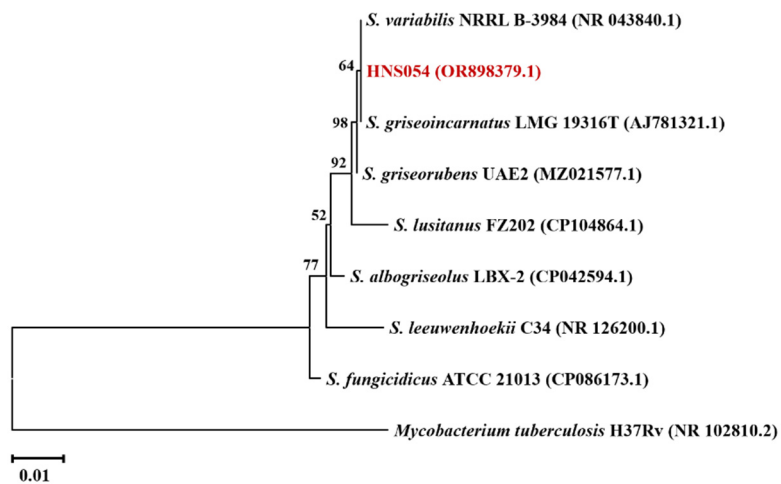 S. variabilis NRRL B-3984 (NR 043840.1)
64
HNS054 (OR898379.1)
98
S. griseoincarnatus LMG 19316T (AJ781321.1)
92
S. griseorubens UAE2 (MZ021577.1)
52
S. lusitanus FZ202 (CP104864.1)
77
S. albogriseolus LBX-2 (CP042594.1)
S. leeuwenhoekii C34 (NR 126200.1)
S. fungicidicus ATCC 21013 (CP086173.1)
Mycobacterium tuberculosis H37Rv (NR 102810.2)
0.01